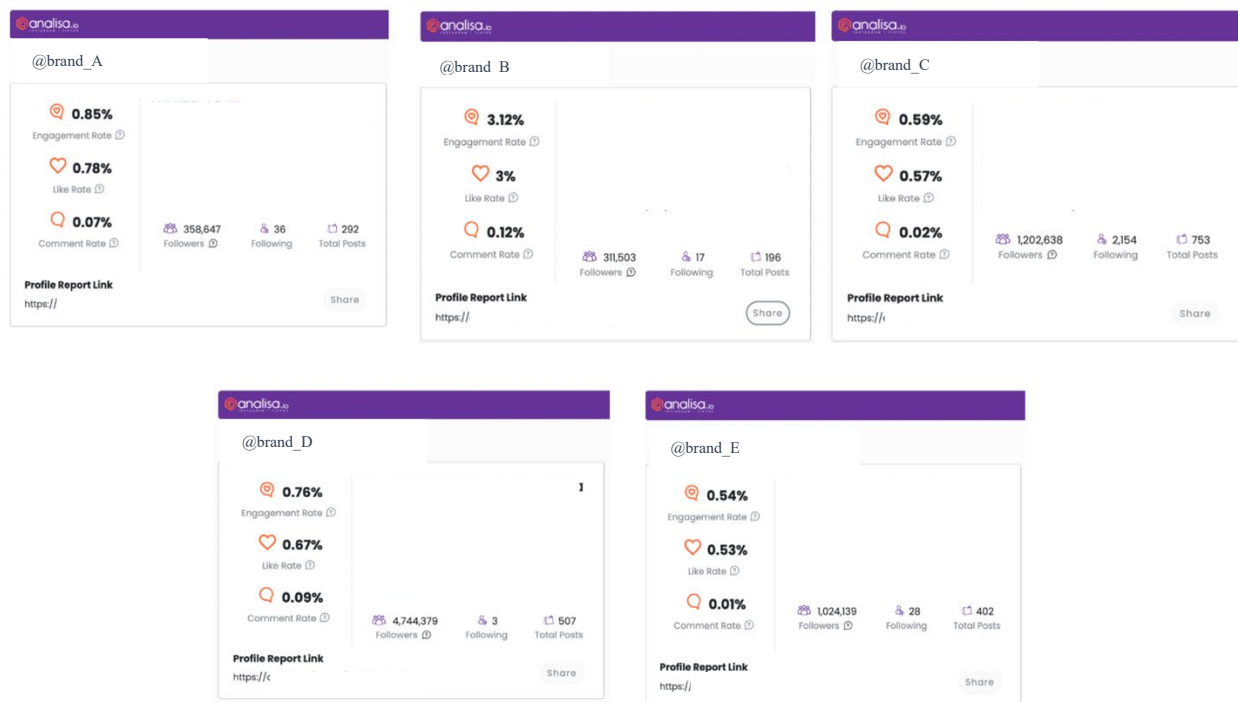 analisa.io
@brand_A
0.85%
Engagement Rate
0.78%
Like Rate
0.07%
Comment Rate
358,647
Followers
36
Following
292
Total Posts
Profile Report Link
https://
Share
analisa.io
@brand B
3.12%
Engagement Rate
3%
Like Rate
0.12%
Comment Rate
311,503
Followers
17
Following
196
Total Posts
Profile Report Link
https://
Share
analisa.io
@brand_C
0.59%
Engagement Rate
0.57%
Like Rate
0.02%
Comment Rate
1,202,638
Followers
2,154
Following
753
Total Posts
Profile Report Link
https://
Share
analisa.io
@brand_D
0.76%
Engagement Rate
0.67%
Like Rate
0.09%
Comment Rate
4,744,379
Followers
3
Following
507
Total Posts
Profile Report Link
https://
Share
analisa.io
@brand_E
0.54%
Engagement Rate
0.53%
Like Rate
0.01%
Comment Rate
1,024,139
Followers
28
Following
402
Total Posts
Profile Report Link
https://
Share